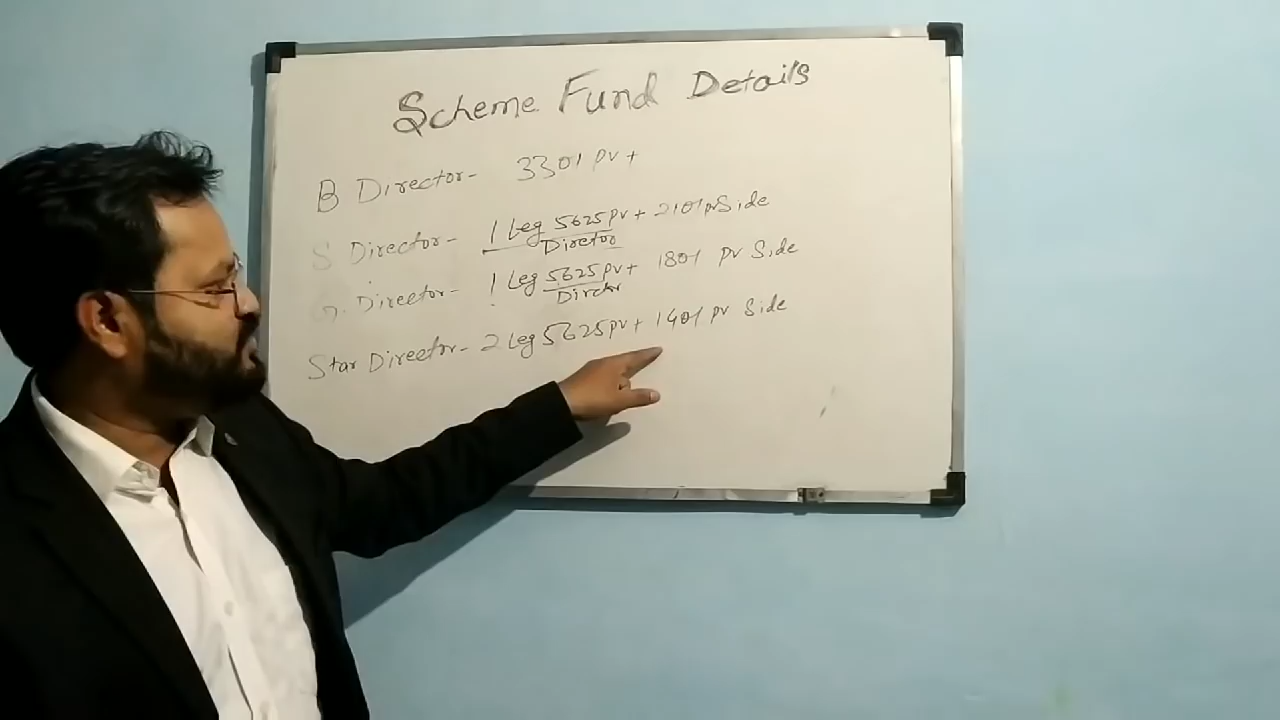 Scheme Fund Details
B Director- 3301 PV +
S Director- 1 Leg 5625 PV + 2101 PV Side
Director
Director- 1 Leg 5625 PV + 1801 PV Side
Dirctr
Star Director- 2 Leg 5625 PV + 1401 PV Side